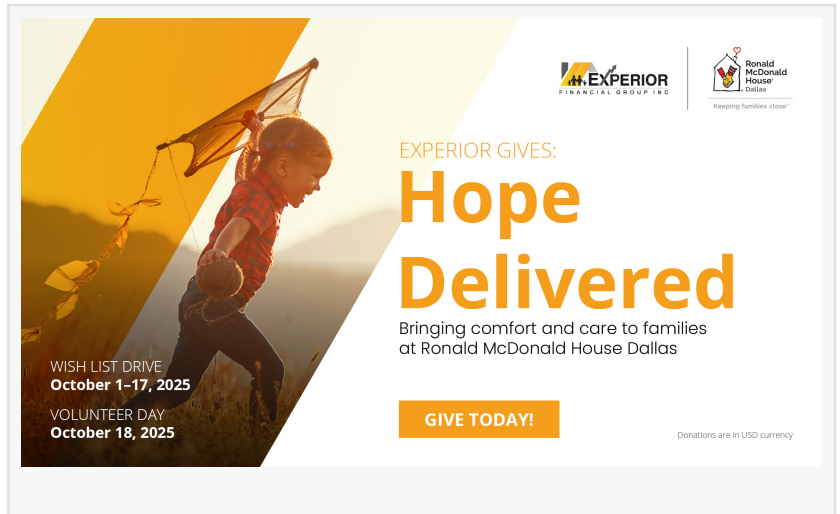 EXPERIOR
FINANCIAL GROUP INC
Ronald
McDonald
House®
Dallas
Keeping families close™
EXPERIOR GIVES:
Hope
Delivered
Bringing comfort and care to families
at Ronald McDonald House Dallas
WISH LIST DRIVE
October 1–17, 2025
VOLUNTEER DAY
October 18, 2025
GIVE TODAY!
Donations are in USD currency